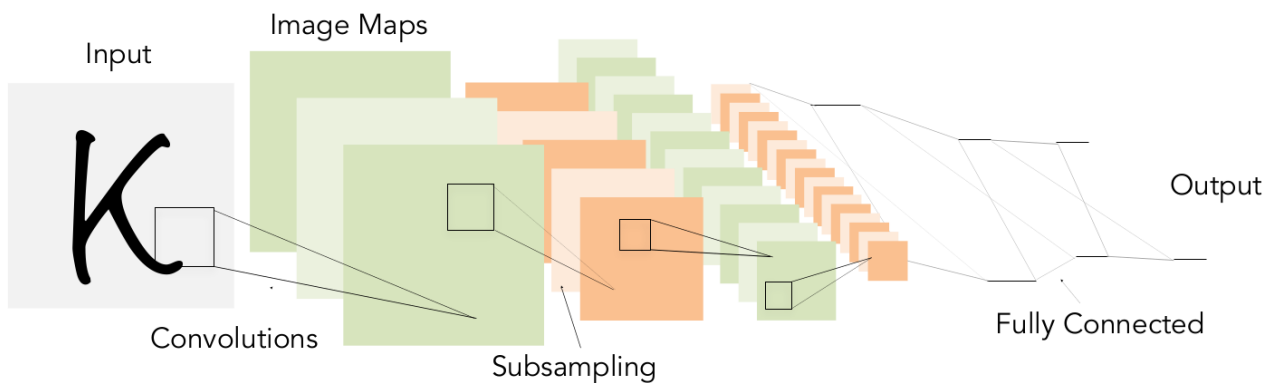 Image Maps
Input
K
Output
Convolutions
Subsampling
Fully Connected